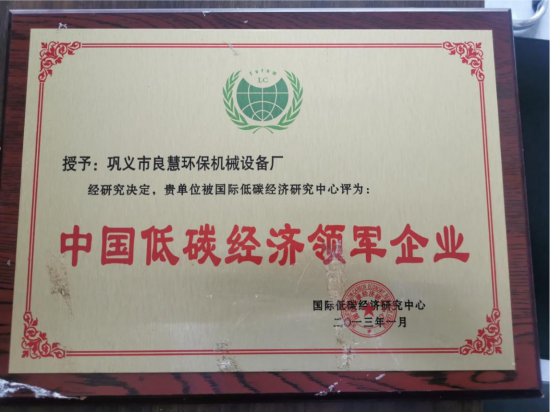 LC
授予：巩义市良慧环保机械设备厂
经研究决定，贵单位被国际低碳经济研究中心评为：
中国低碳经济领军企业
国际低碳经济研究中心
二〇一三年一月